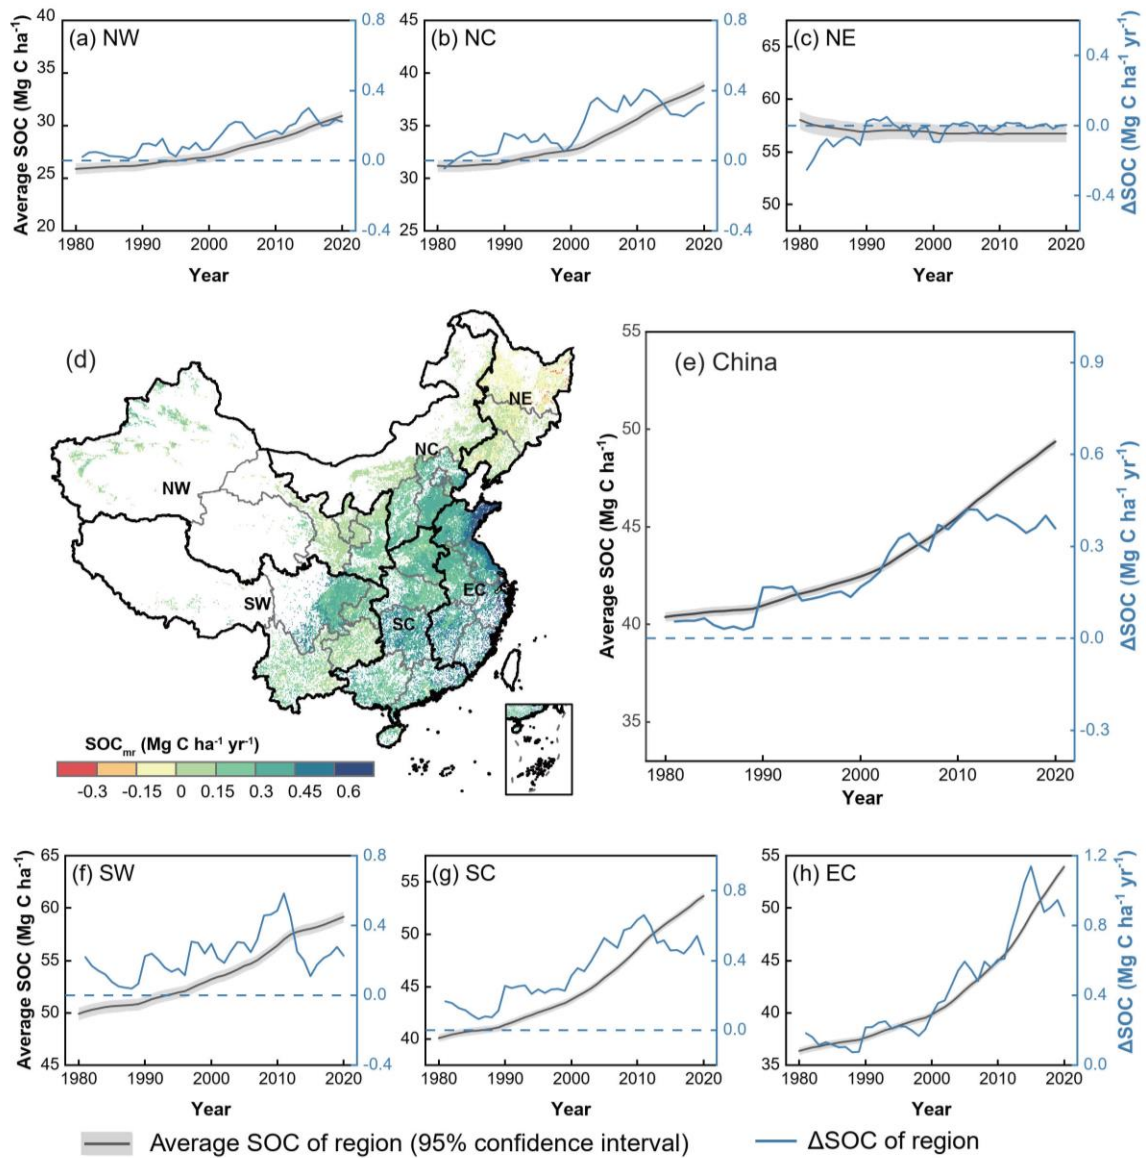 (a) NW
Average SOC (Mg C ha⁻¹)
40
35
30
25
20
0.8
0.4
0.0
-0.4
1980 1990 2000 2010 2020
Year
(b) NC
45
40
35
30
25
0.8
0.4
0.0
-0.4
1980 1990 2000 2010 2020
Year
(c) NE
65
60
55
50
0.4
0.0
-0.4
ΔSOC (Mg C ha⁻¹ yr⁻¹)
1980 1990 2000 2010 2020
Year
(d)
NE
NC
NW
SW
EC
SC
SOCmr (Mg C ha⁻¹ yr⁻¹)
-0.3 -0.15 0 0.15 0.3 0.45 0.6
(e) China
Average SOC (Mg C ha⁻¹)
55
50
45
40
35
0.9
0.6
0.3
0.0
-0.3
ΔSOC (Mg C ha⁻¹ yr⁻¹)
1980 1990 2000 2010 2020
Year
(f) SW
Average SOC (Mg C ha⁻¹)
65
60
55
50
45
0.8
0.4
0.0
-0.4
1980 1990 2000 2010 2020
Year
(g) SC
55
50
45
40
0.8
0.4
0.0
1980 1990 2000 2010 2020
Year
(h) EC
55
50
45
40
35
1.2
0.8
0.4
0.0
ΔSOC (Mg C ha⁻¹ yr⁻¹)
1980 1990 2000 2010 2020
Year
Average SOC of region (95% confidence interval)
ΔSOC of region